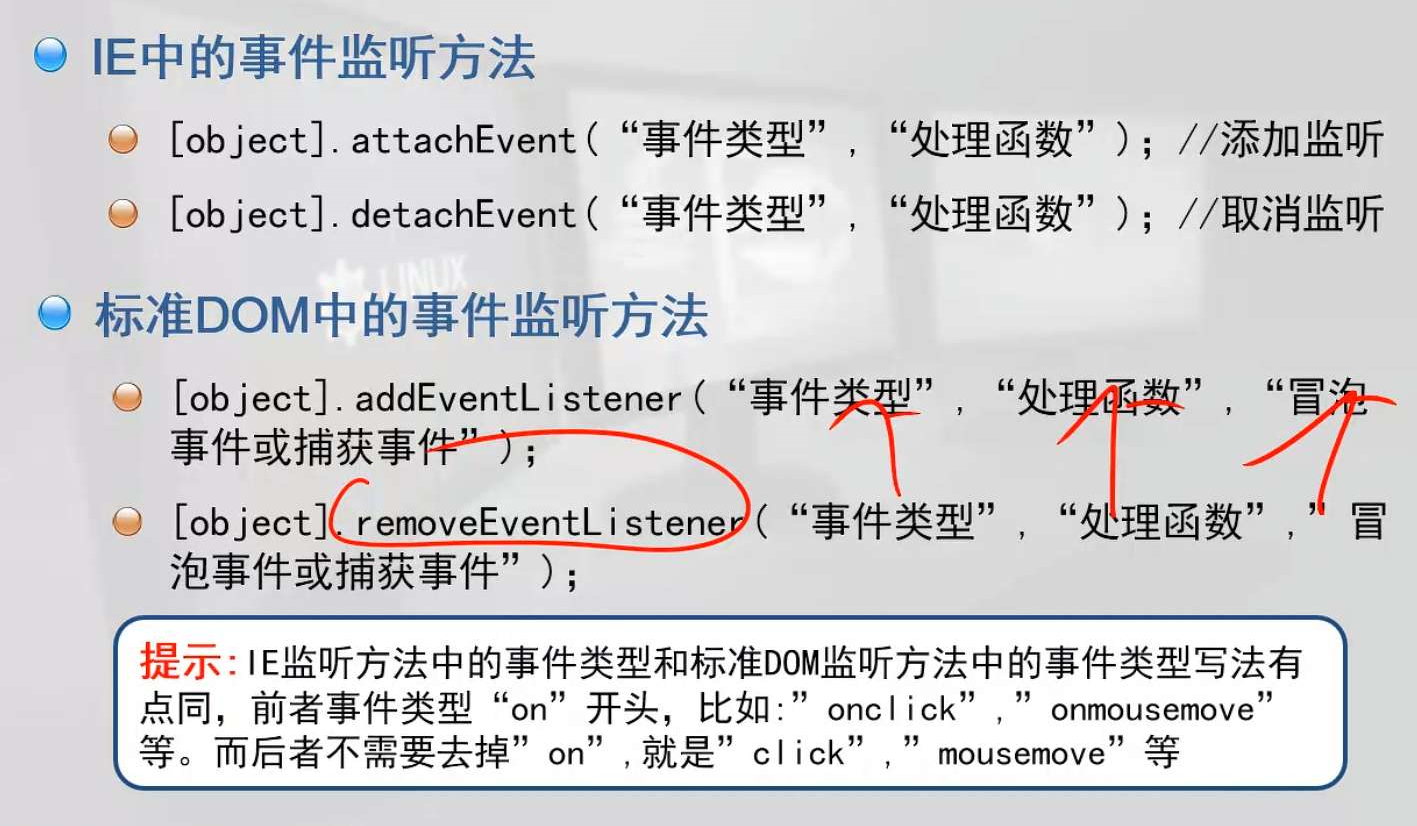 IE中的事件监听方法
[object].attachEvent(“事件类型”,“处理函数”);//添加监听
[object].detachEvent(“事件类型”,“处理函数”);//取消监听
LINUX
标准DOM中的事件监听方法
[object].addEventListener(“事件类型”,“处理函数”,“冒泡
事件或捕获事件”);
[object].removeEventListener(“事件类型”,“处理函数”,”冒
泡事件或捕获事件”);
提示:IE监听方法中的事件类型和标准DOM监听方法中的事件类型写法有
点同，前者事件类型“on”开头，比如:”onclick”,”onmousemove”
等。而后者不需要去掉”on”,就是”click”,”mousemove”等